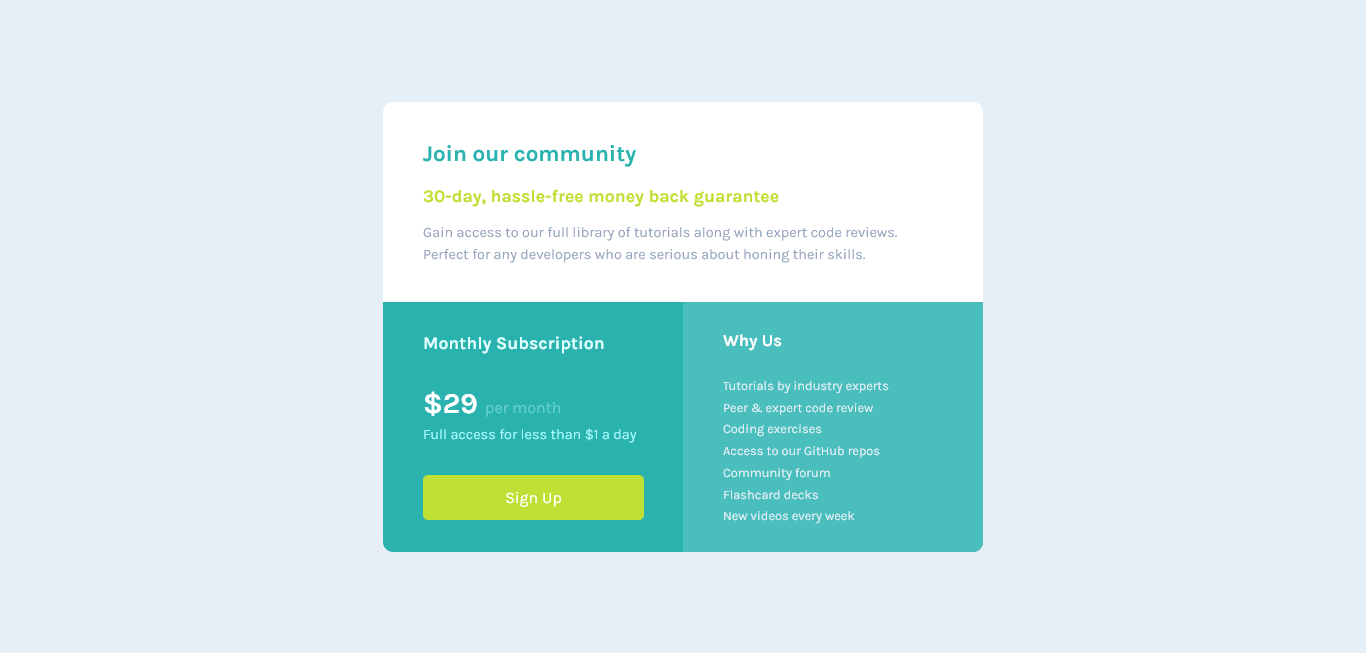 Join our community
30-day, hassle-free money back guarantee
Gain access to our full library of tutorials along with expert code reviews.
Perfect for any developers who are serious about honing their skills.
Monthly Subscription
$29 per month
Full access for less than $1 a day
Sign Up
Why Us
Tutorials by industry experts
Peer & expert code review
Coding exercises
Access to our GitHub repos
Community forum
Flashcard decks
New videos every week